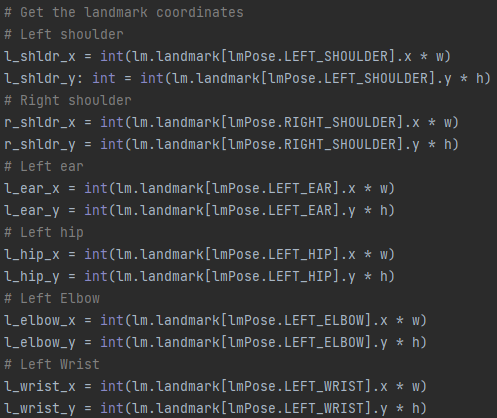 # Get the landmark coordinates
# Left shoulder
l_shldr_x = int(lm.landmark[lmPose.LEFT_SHOULDER].x * w)
l_shldr_y: int = int(lm.landmark[lmPose.LEFT_SHOULDER].y * h)
# Right shoulder
r_shldr_x = int(lm.landmark[lmPose.RIGHT_SHOULDER].x * w)
r_shldr_y = int(lm.landmark[lmPose.RIGHT_SHOULDER].y * h)
# Left ear
l_ear_x = int(lm.landmark[lmPose.LEFT_EAR].x * w)
l_ear_y = int(lm.landmark[lmPose.LEFT_EAR].y * h)
# Left hip
l_hip_x = int(lm.landmark[lmPose.LEFT_HIP].x * w)
l_hip_y = int(lm.landmark[lmPose.LEFT_HIP].y * h)
# Left Elbow
l_elbow_x = int(lm.landmark[lmPose.LEFT_ELBOW].x * w)
l_elbow_y = int(lm.landmark[lmPose.LEFT_ELBOW].y * h)
# Left Wrist
l_wrist_x = int(lm.landmark[lmPose.LEFT_WRIST].x * w)
l_wrist_y = int(lm.landmark[lmPose.LEFT_WRIST].y * h)